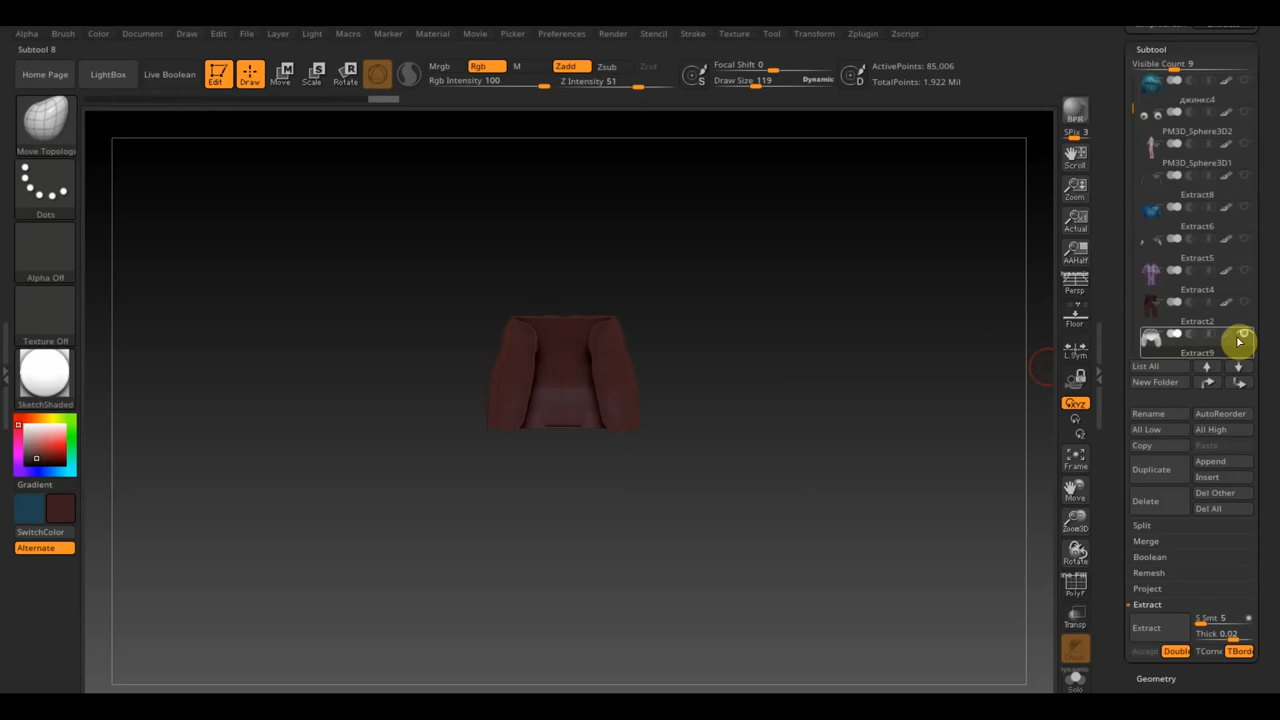 Alpha Brush Color Document Draw Edit File Layer Light Macro Marker Material Movie Picker Preferences Render Stencil Stroke Texture Tool Transform Zplugin Zscript
Subtool 8
Home Page LightBox Live Boolean Edit Draw Move Scale Rotate
Mrgb Rgb M Zadd Zsub Zcut
Rgb Intensity 100 Z Intensity 51
Focal Shift 0
Draw Size 119 Dynamic
ActivePoints: 85,006
TotalPoints: 1.922 Mil
Move Topologi
Dots
Alpha Off
Texture Off
SketchShaded
Gradient
SwitchColor
Alternate
BPR
SPix 3
Scroll
Zoom
Actual
AAHalf
Dynamic
Persp
Floor
L.Sym
XYZ
Frame
Move
Zoom3D
Rotate
PolyF
Transp
Dynamic
Solo
Subtool
Visible Count 9
джинкс4
PM3D_Sphere3D2
PM3D_Sphere3D1
Extract8
Extract6
Extract5
Extract4
Extract2
Extract9
List All
New Folder
Rename AutoReorder
All Low All High
Copy Paste
Duplicate Append
Insert
Delete Del Other
Del All
Split
Merge
Boolean
Remesh
Project
Extract
Extract S Smt 5
Thick 0.02
Accept Double TCorne TBord
Geometry